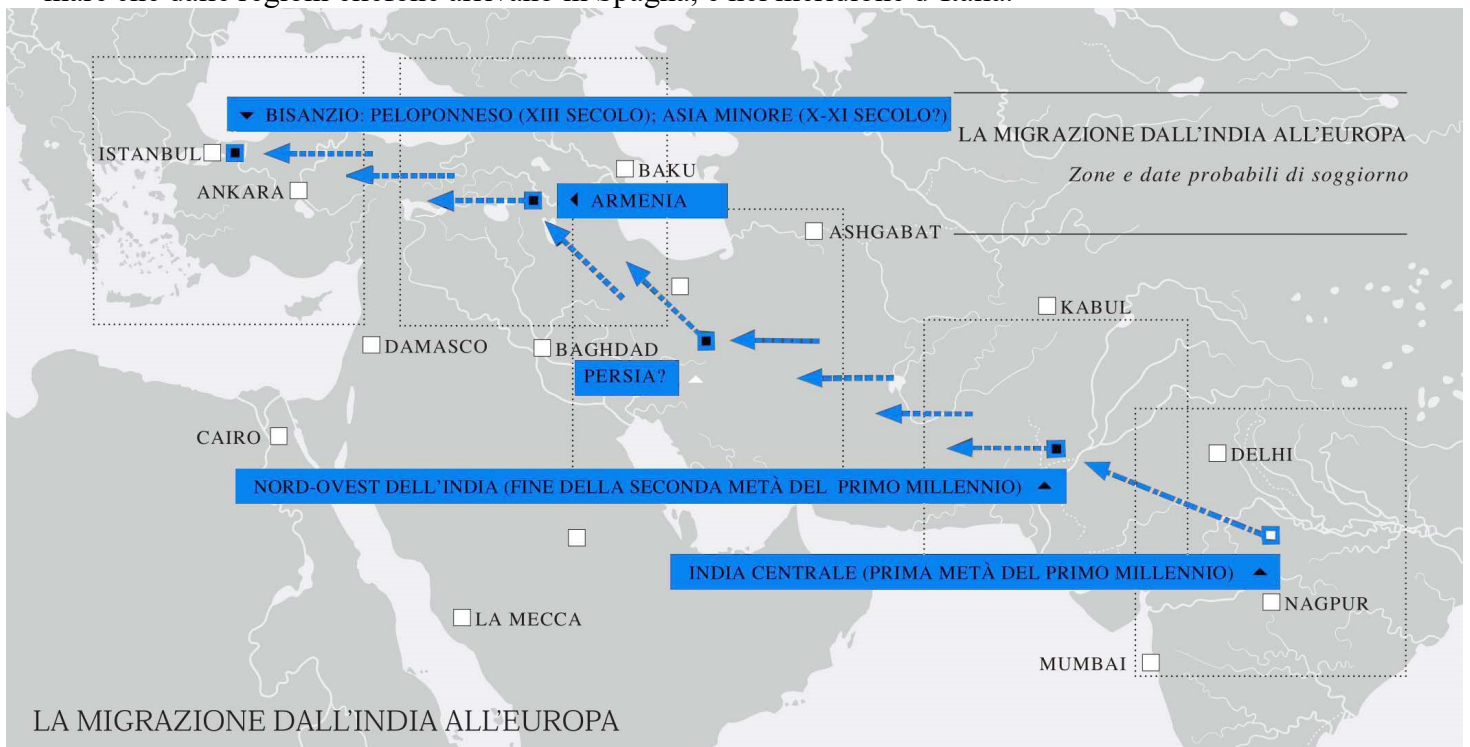 ▼ BISANZIO: PELOPONNESO (XIII SECOLO); ASIA MINORE (X-XI SECOLO?)
LA MIGRAZIONE DALL'INDIA ALL'EUROPA
Zone e date probabili di soggiorno
ISTANBUL
BAKU
ANKARA
◀ ARMENIA
ASHGABAT
KABUL
DAMASCO
BAGHDAD
PERSIA?
CAIRO
DELHI
NORD-OVEST DELL'INDIA (FINE DELLA SECONDA METÀ DEL PRIMO MILLENNIO) ▲
INDIA CENTRALE (PRIMA METÀ DEL PRIMO MILLENNIO) ▲
NAGPUR
LA MECCA
MUMBAI
LA MIGRAZIONE DALL'INDIA ALL'EUROPA